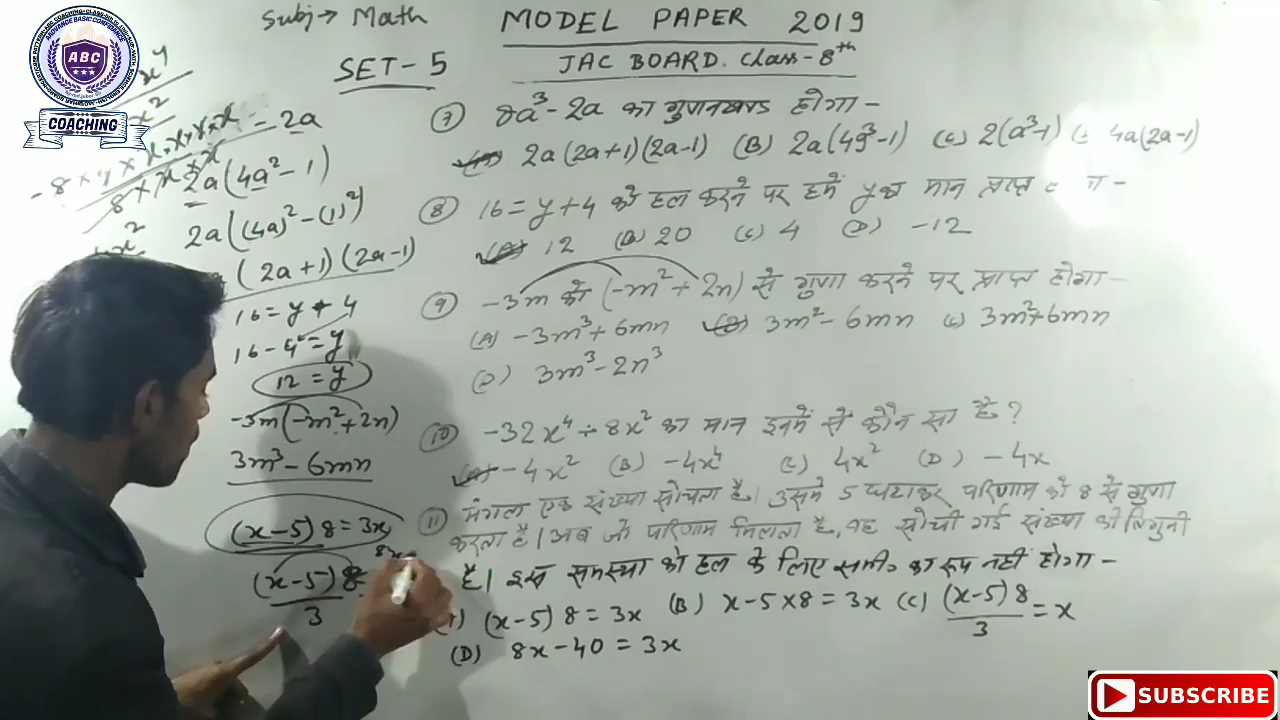 Subj → Math
MODEL PAPER 2019
SET-5
JAC BOARD. Class-8th
ABC
COACHING
⑦ 8a³-2a का गुणनखण्ड होगा-
(A) 2a(2a+1)(2a-1) (B) 2a(4a³-1) (C) 2(a³-1) 4a(2a-1)
⑧ 16=y+4 को हल करने पर हमें y का मान प्राप्त
(A) 12 (B) 20 (C) 4 (D) -12
⑨ -3m को (-m²+2n) से गुणा करने पर प्राप्त होगा-
(A) -3m³+6mn (B) 3m²-6mn (C) 3m²+6mn
(D) 3m³-2n³
⑩ -32x⁴÷8x² का मान इनमें से कौन सा है?
(A) -4x² (B) -4x⁴ (C) 4x² (D) -4x
⑪ मंगला एक संख्या सोचता है। उसमें 5 घटाकर परिणाम को 8 से गुणा
करता है। अब जो परिणाम मिलता है, वह सोची गई संख्या की तिगुनी
है। इस समस्या को हल के लिए समी० का रूप नहीं होगा-
(x-5)8=3x (B) x-5×8=3x (C) (x-5)8/3=x
(D) 8x-40=3x
-2a
2a(4a²-1)
2a((4a)²-(1)²)
(2a+1)(2a-1)
16=y+4
16-4=y
12=y
-3m(-m²+2n)
3m³-6mn
(x-5)8=3x
(x-5)8
3
8x-
SUBSCRIBE